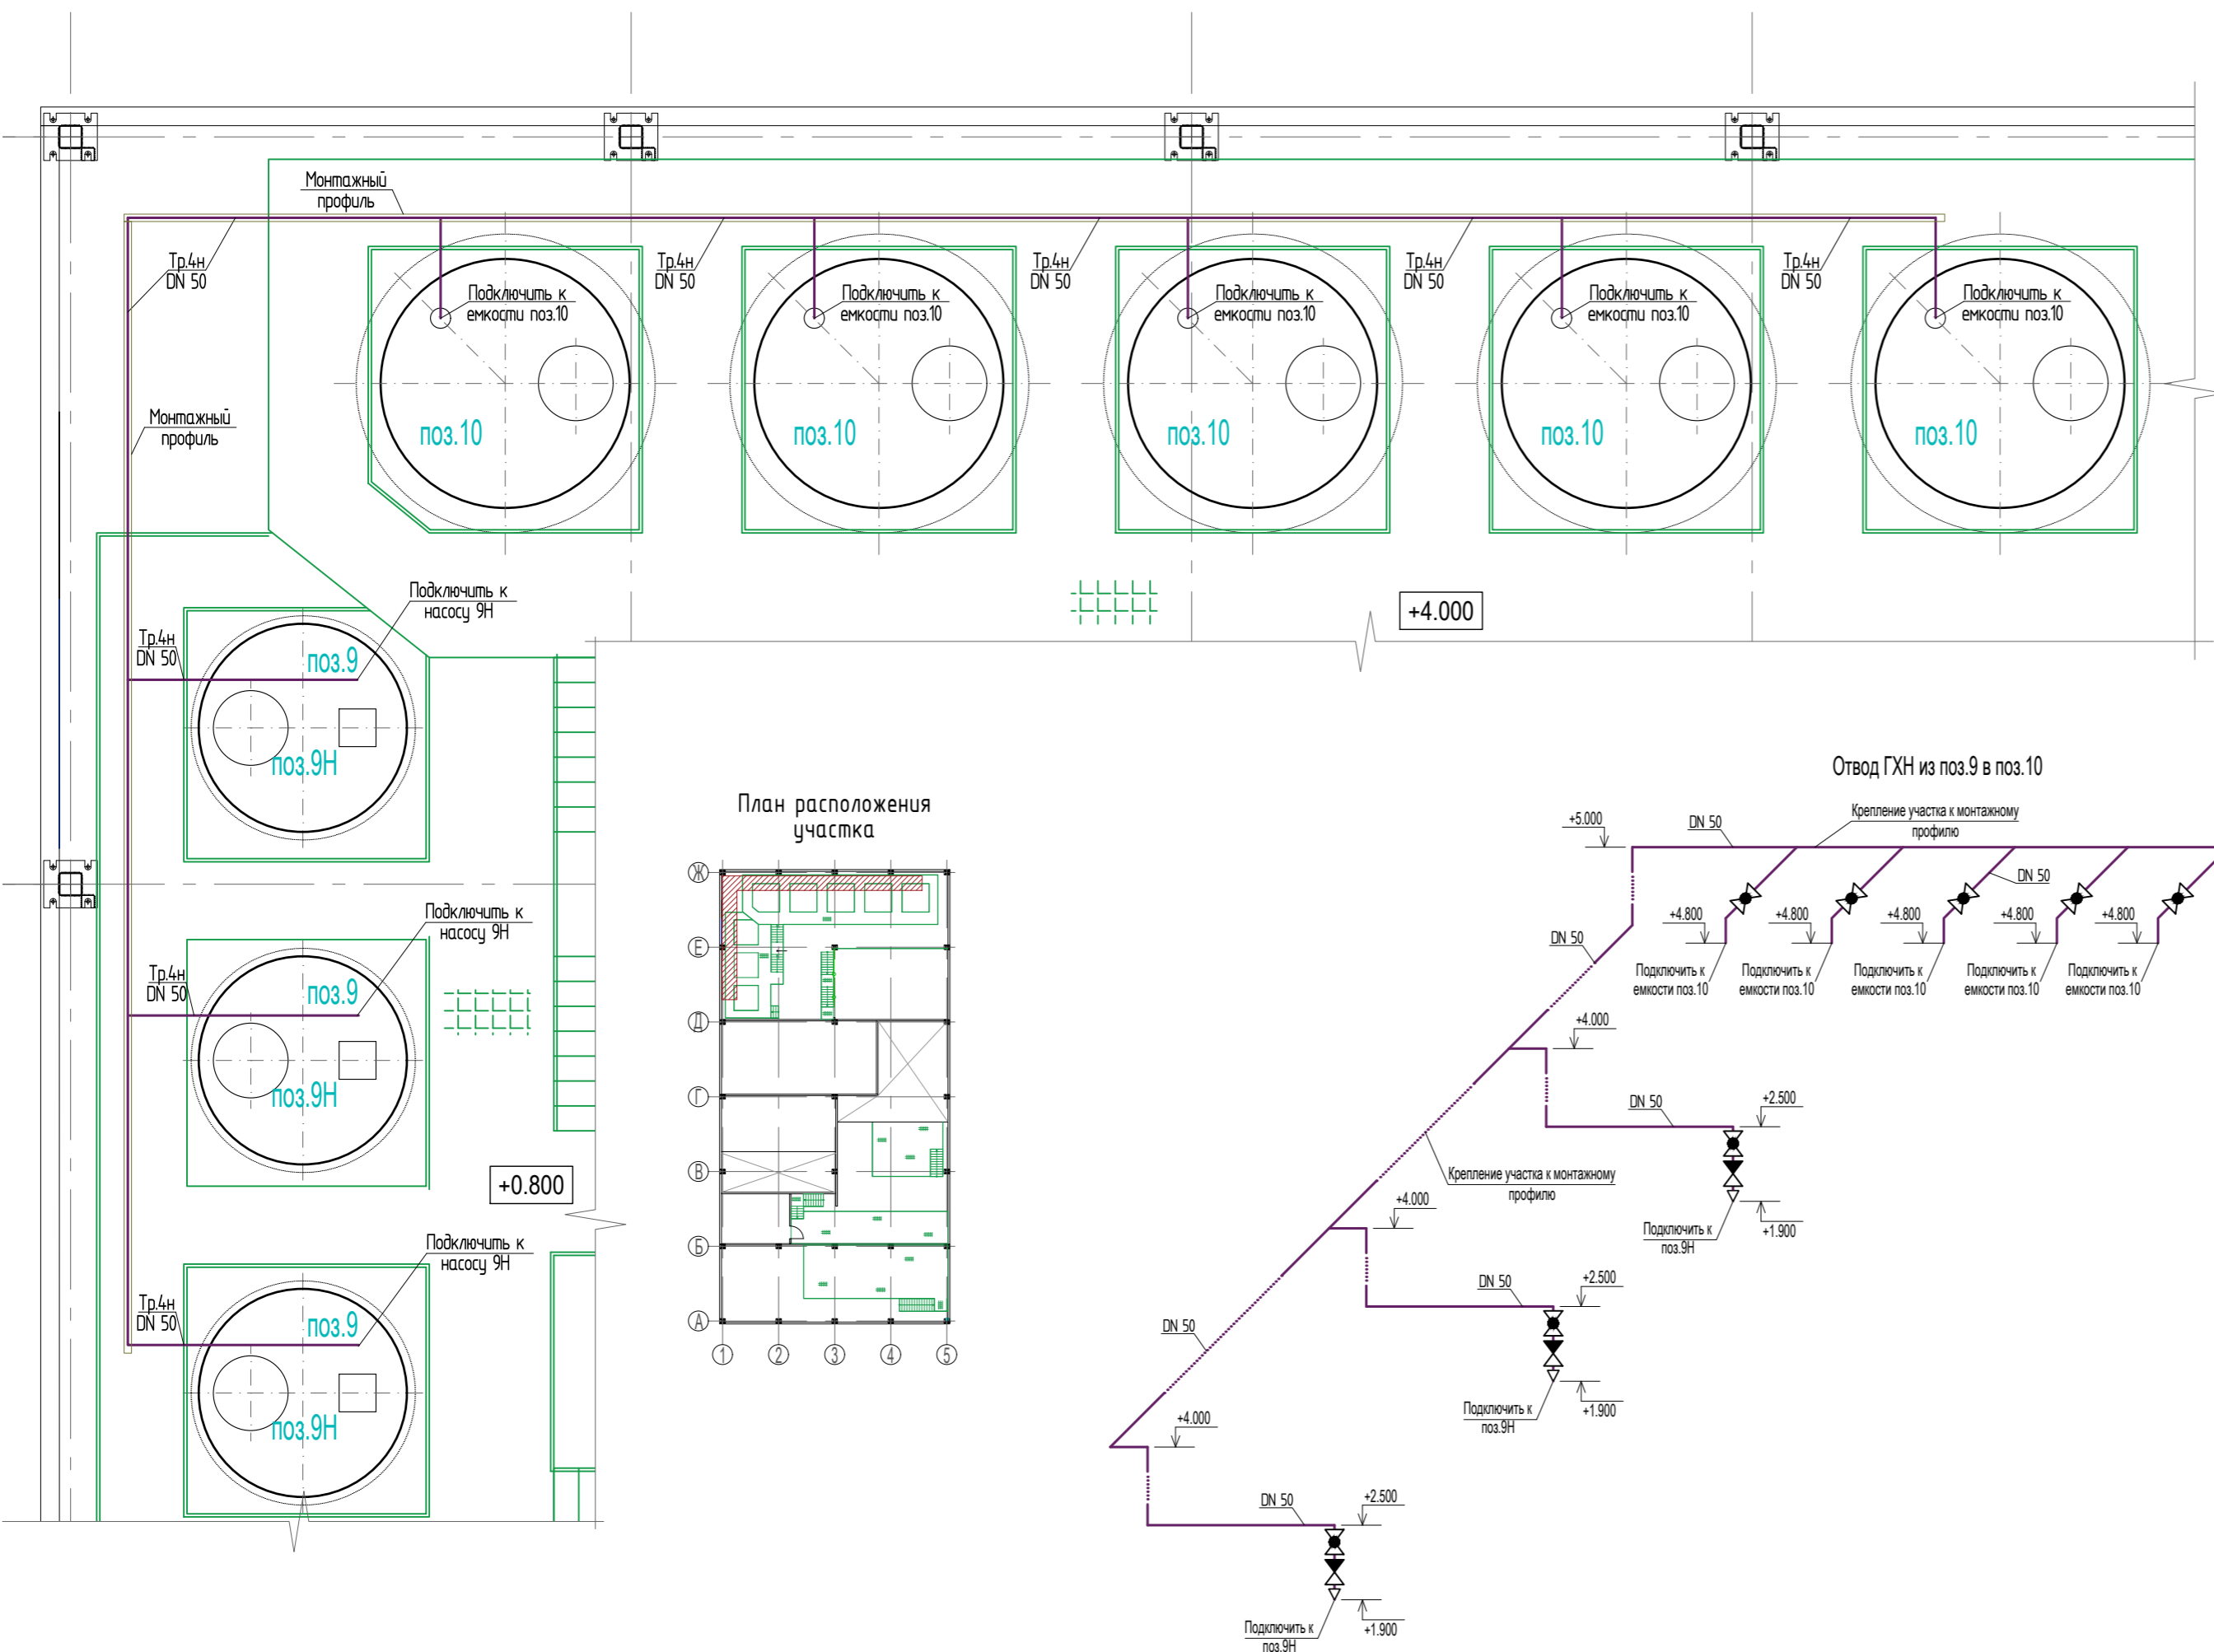 Монтажный
профиль
Тр.4н
DN 50
Тр.4н
DN 50
Тр.4н
DN 50
Тр.4н
DN 50
Тр.4н
DN 50
Подключить к
емкости поз.10
Подключить к
емкости поз.10
Подключить к
емкости поз.10
Подключить к
емкости поз.10
Подключить к
емкости поз.10
поз.10
поз.10
поз.10
поз.10
поз.10
Монтажный
профиль
+4.000
Подключить к
насосу 9Н
Тр.4н
DN 50
поз.9
поз.9Н
Подключить к
насосу 9Н
Тр.4н
DN 50
поз.9
поз.9Н
+0.800
Подключить к
насосу 9Н
Тр.4н
DN 50
поз.9
поз.9Н
План расположения
участка
Ж
Е
Д
Г
В
Б
А
1
2
3
4
5
Отвод ГХН из поз.9 в поз.10
+5.000
DN 50
Крепление участка к монтажному
профилю
DN 50
+4.800
+4.800
+4.800
+4.800
+4.800
DN 50
Подключить к
емкости поз.10
Подключить к
емкости поз.10
Подключить к
емкости поз.10
Подключить к
емкости поз.10
Подключить к
емкости поз.10
+4.000
DN 50
+2.500
Крепление участка к монтажному
профилю
+1.900
Подключить к
поз.9Н
+4.000
DN 50
+2.500
DN 50
+1.900
Подключить к
поз.9Н
+4.000
DN 50
+2.500
+1.900
Подключить к
поз.9Н